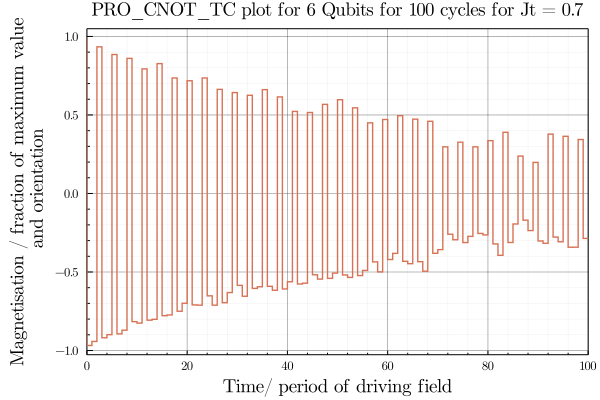 PRO_CNOT_TC plot for 6 Qubits for 100 cycles for Jt = 0.7
Magnetisation / fraction of maximum value
and orientation
1.0
0.5
0.0
−0.5
−1.0
0 20 40 60 80 100
Time/ period of driving field